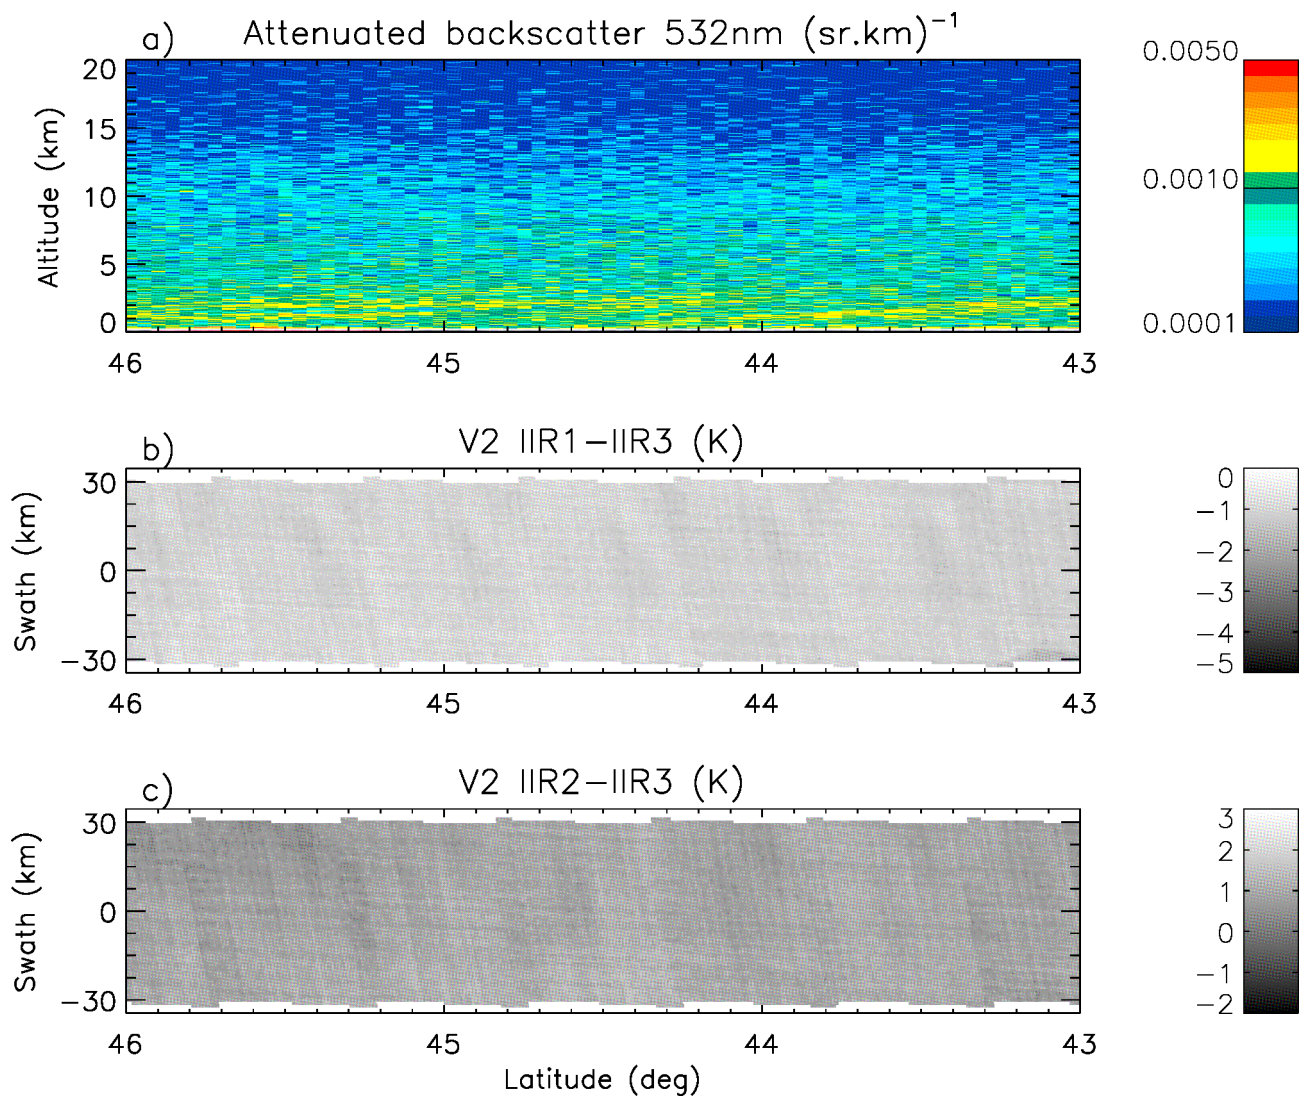 a) Attenuated backscatter 532nm (sr.km)⁻¹
20
15
10
5
0
Altitude (km)
46 45 44 43
0.0050
0.0010
0.0001
b) V2 IIR1−IIR3 (K)
30
0
−30
Swath (km)
46 45 44 43
0
−1
−2
−3
−4
−5
c) V2 IIR2−IIR3 (K)
30
0
−30
Swath (km)
46 45 44 43
Latitude (deg)
3
2
1
0
−1
−2